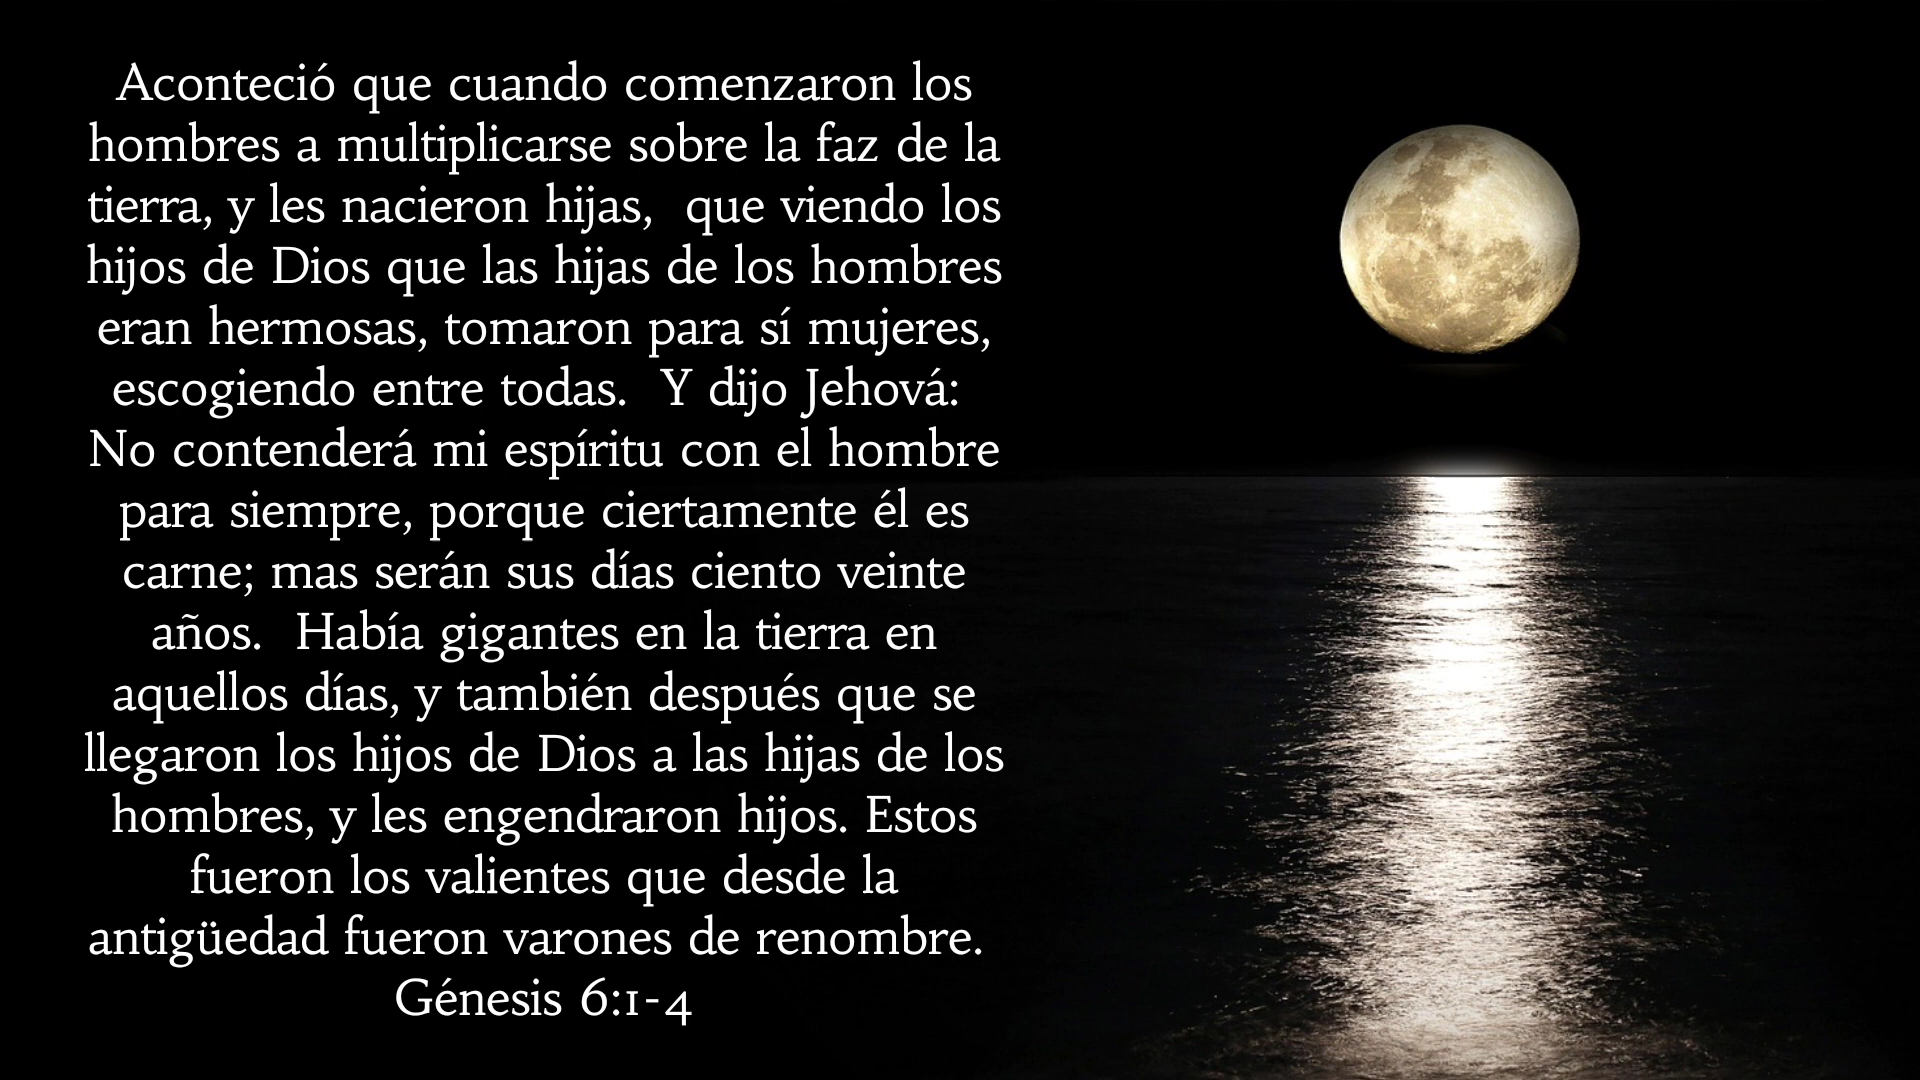 Aconteció que cuando comenzaron los
hombres a multiplicarse sobre la faz de la
tierra, y les nacieron hijas,  que viendo los
hijos de Dios que las hijas de los hombres
eran hermosas, tomaron para sí mujeres,
escogiendo entre todas.  Y dijo Jehová:
No contenderá mi espíritu con el hombre
para siempre, porque ciertamente él es
carne; mas serán sus días ciento veinte
años.  Había gigantes en la tierra en
aquellos días, y también después que se
llegaron los hijos de Dios a las hijas de los
hombres, y les engendraron hijos. Estos
fueron los valientes que desde la
antigüedad fueron varones de renombre.
Génesis 6:1-4